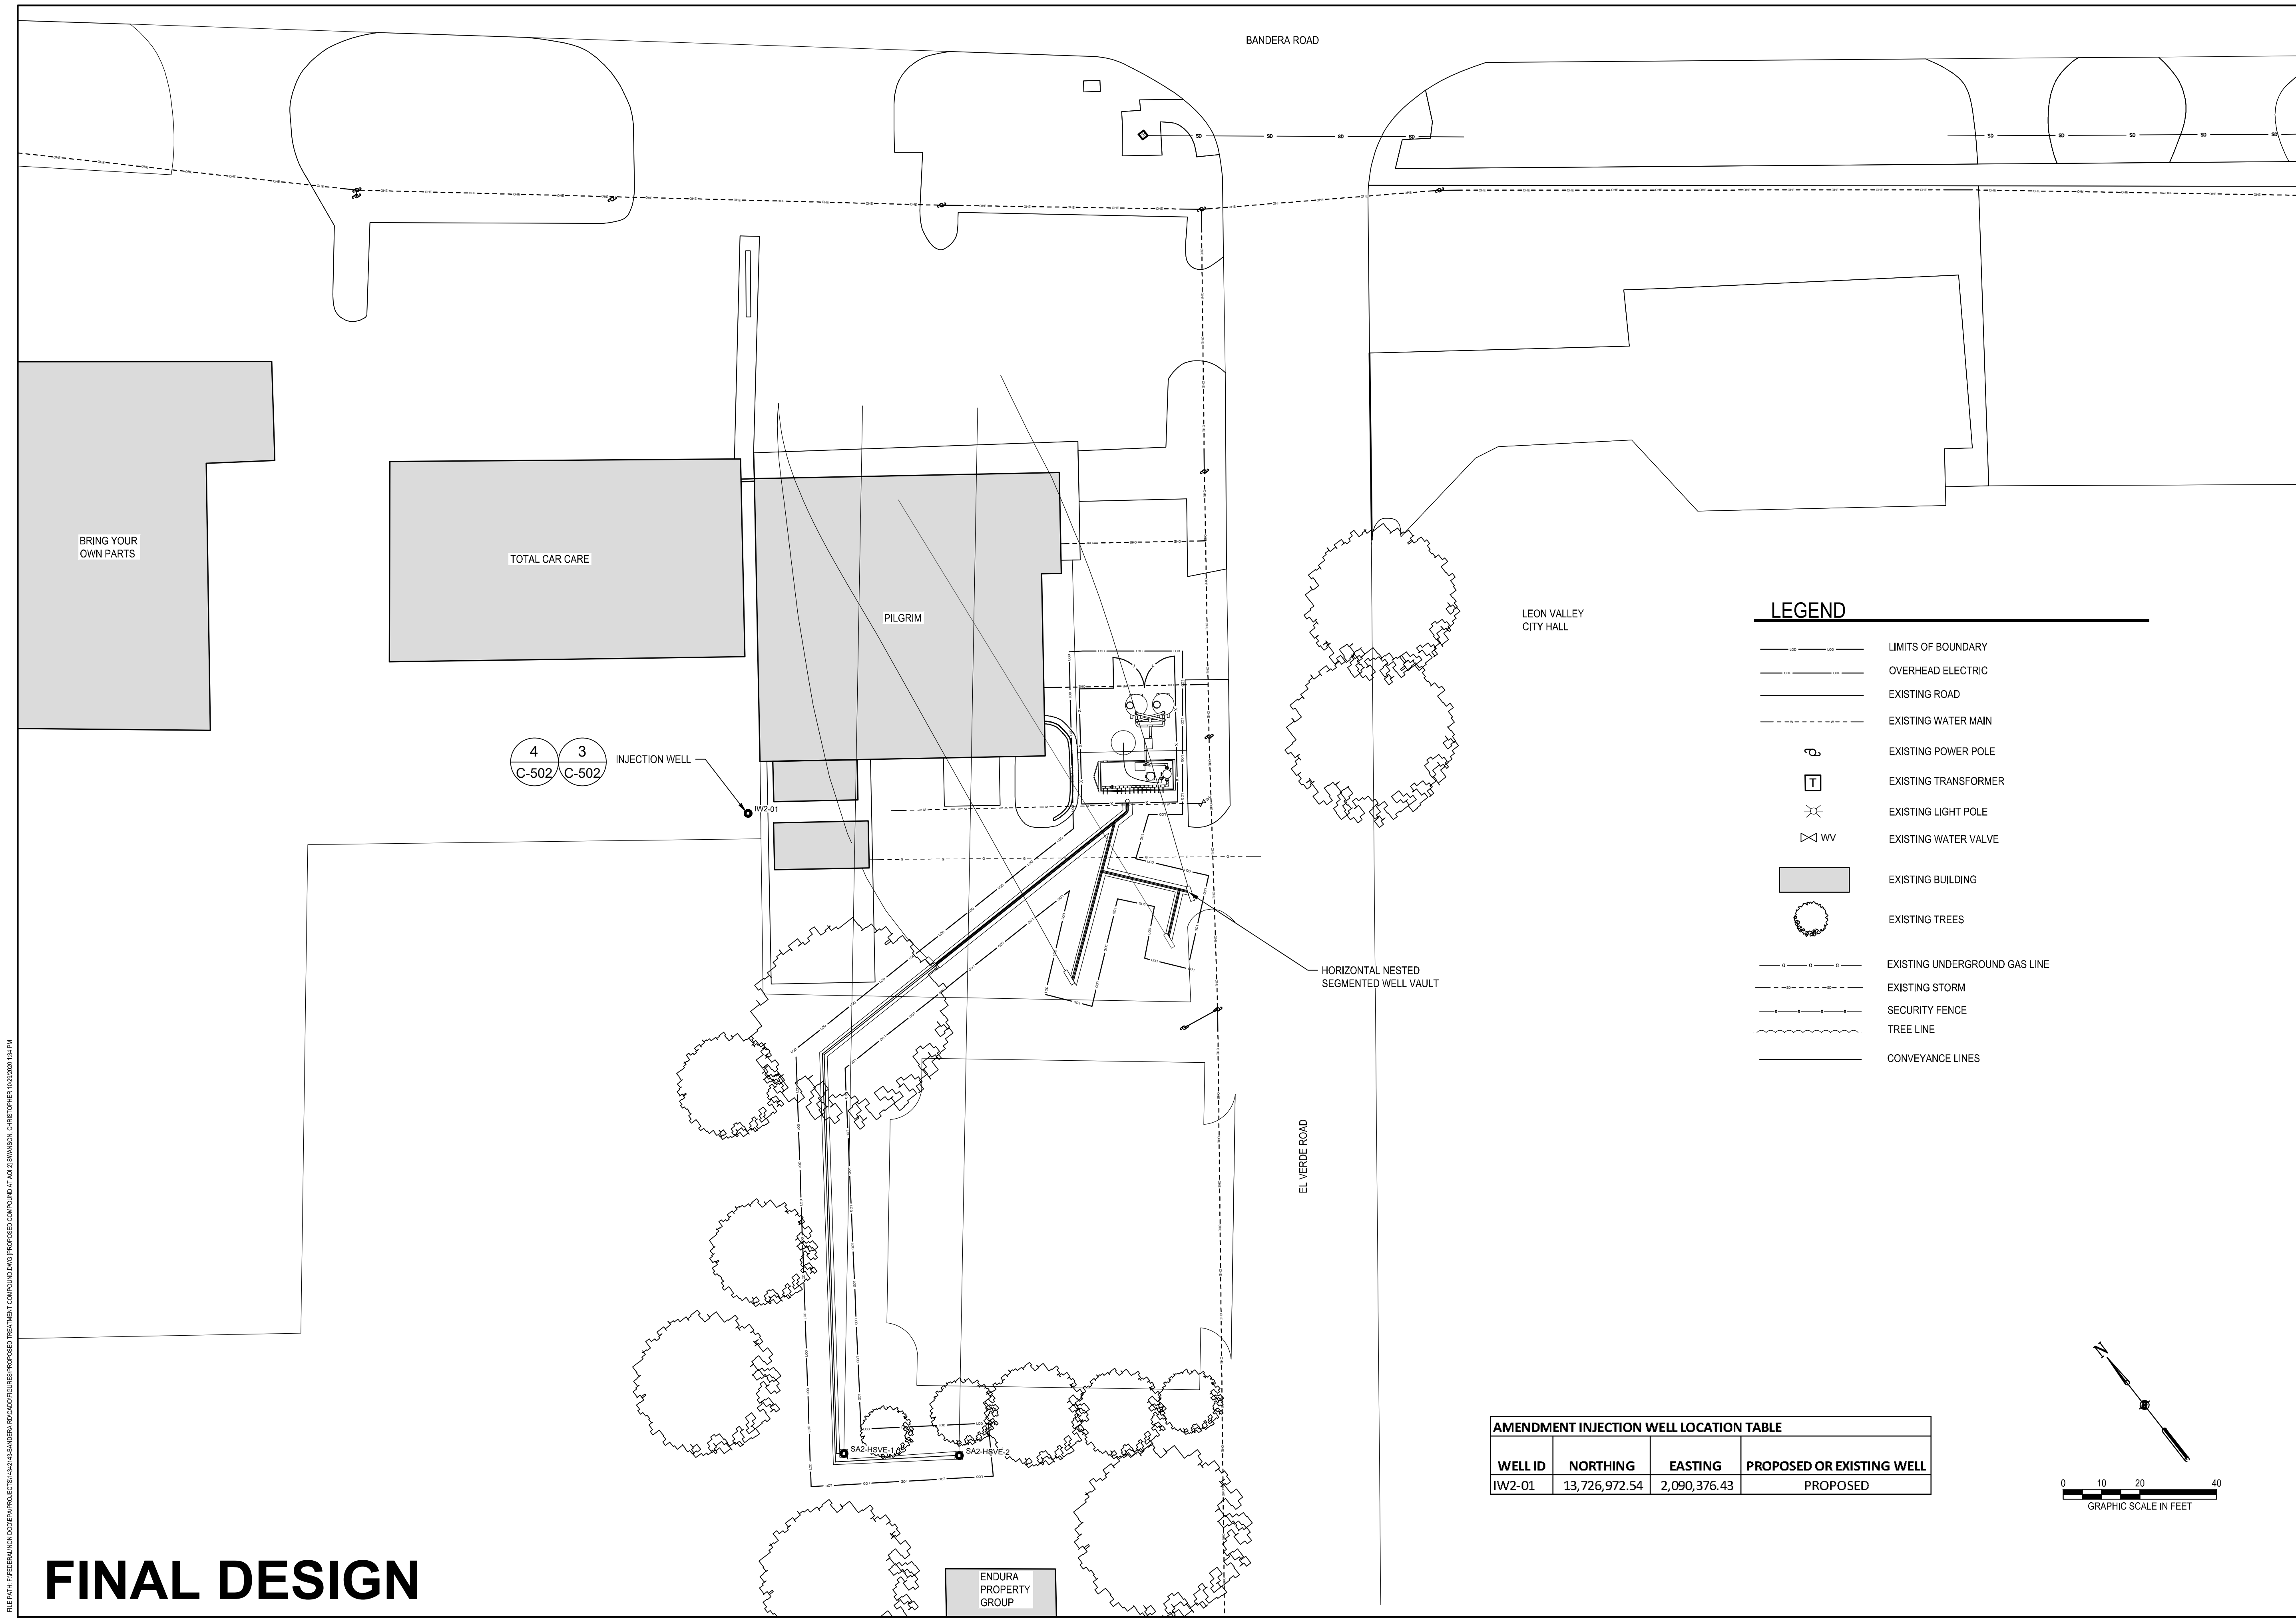 BANDERA ROAD
BRING YOUR
OWN PARTS
TOTAL CAR CARE
PILGRIM
LEON VALLEY
CITY HALL
4
C-502
3
C-502
INJECTION WELL
IW2-01
HORIZONTAL NESTED
SEGMENTED WELL VAULT
EL VERDE ROAD
SA2-HSVE-1
SA2-HSVE-2
ENDURA
PROPERTY
GROUP
LEGEND
LIMITS OF BOUNDARY
OVERHEAD ELECTRIC
EXISTING ROAD
EXISTING WATER MAIN
EXISTING POWER POLE
T EXISTING TRANSFORMER
EXISTING LIGHT POLE
WV EXISTING WATER VALVE
EXISTING BUILDING
EXISTING TREES
G G G EXISTING UNDERGROUND GAS LINE
EXISTING STORM
SECURITY FENCE
TREE LINE
CONVEYANCE LINES
AMENDMENT INJECTION WELL LOCATION TABLE
WELL ID NORTHING EASTING PROPOSED OR EXISTING WELL
IW2-01 13,726,972.54 2,090,376.43 PROPOSED
N
0 10 20 40
GRAPHIC SCALE IN FEET
FINAL DESIGN